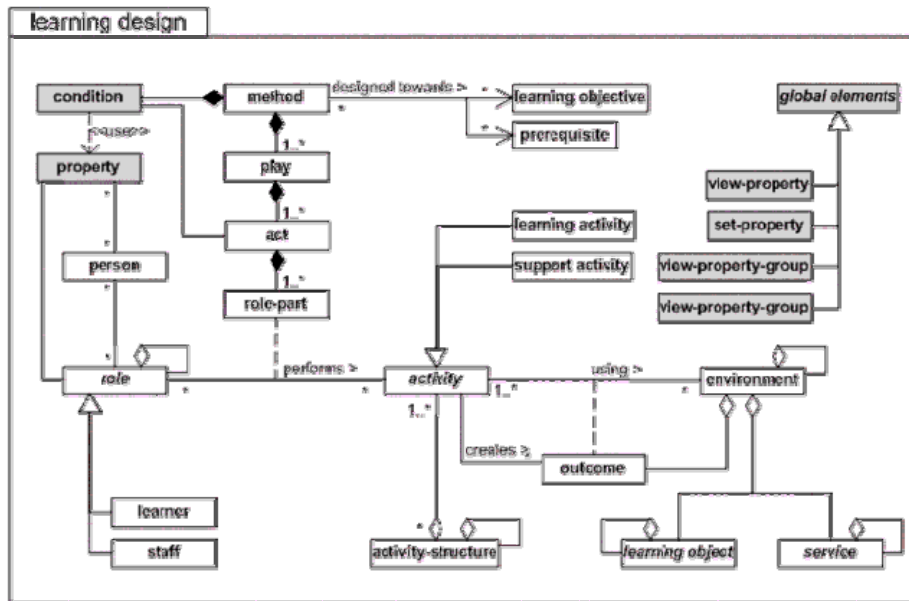 learning design
condition
method
designed towards >
*
*
learning objective
global elements
<<use>>
1..*
*
prerequisite
property
play
*
1..*
view-property
act
learning activity
set-property
*
person
1..*
support activity
view-property-group
*
role-part
view-property-group
*
performs >
using >
role
*
*
activity
1..*
*
environment
1..*
creates >
outcome
learner
*
staff
activity-structure
learning object
service